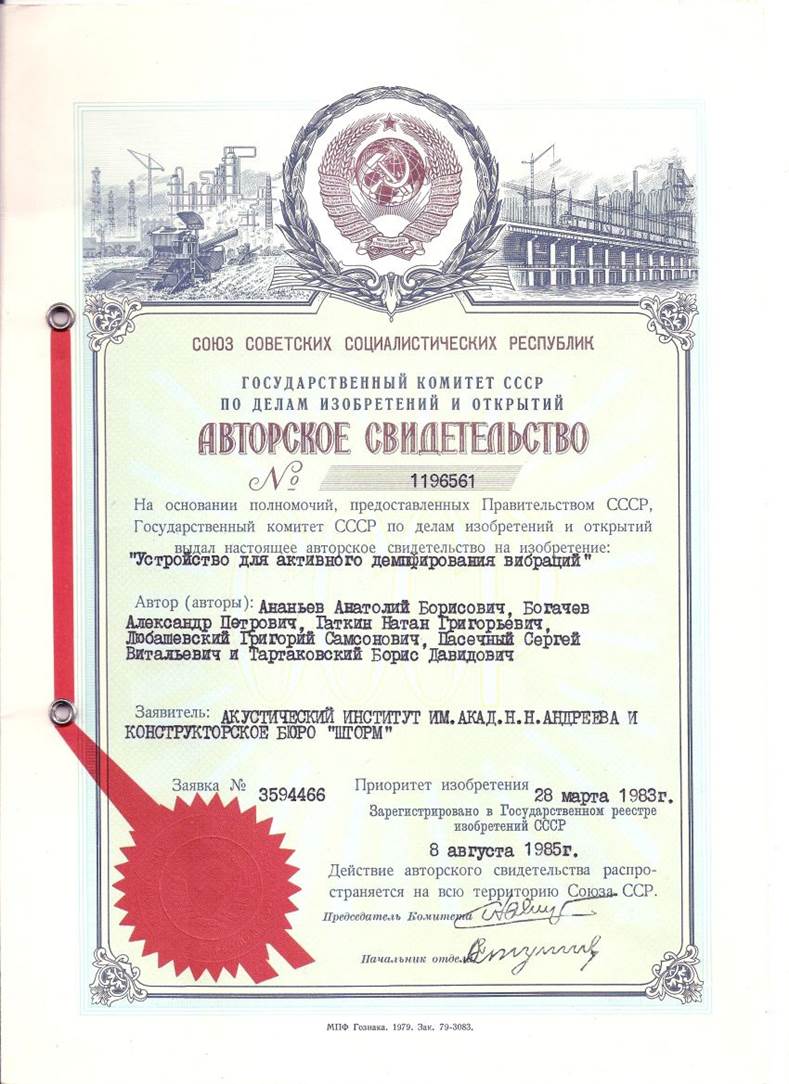 СОЮЗ СОВЕТСКИХ СОЦИАЛИСТИЧЕСКИХ РЕСПУБЛИК
ГОСУДАРСТВЕННЫЙ КОМИТЕТ СССР
ПО ДЕЛАМ ИЗОБРЕТЕНИЙ И ОТКРЫТИЙ
АВТОРСКОЕ СВИДЕТЕЛЬСТВО
№ 1196561
На основании полномочий, предоставленных Правительством СССР,
Государственный комитет СССР по делам изобретений и открытий
выдал настоящее авторское свидетельство на изобретение:
"Устройство для активного демпфирования вибраций"
Автор (авторы): Ананьев Анатолий Борисович, Богачев
Александр Петрович, Гаткин Натан Григорьевич,
Любашевский Григорий Самсонович, Пасечный Сергей
Витальевич и Тартаковский Борис Давидович
Заявитель: АКУСТИЧЕСКИЙ ИНСТИТУТ ИМ.АКАД.Н.Н.АНДРЕЕВА И
КОНСТРУКТОРСКОЕ БЮРО "ШТОРМ"
Заявка № 3594466 Приоритет изобретения 28 марта 1983г.
Зарегистрировано в Государственном реестре
изобретений СССР
8 августа 1985г.
Действие авторского свидетельства распро-
страняется на всю территорию Союза ССР.
Председатель Комитета
Начальник отдела
МПФ Гознака. 1979. Зак. 79-3083.